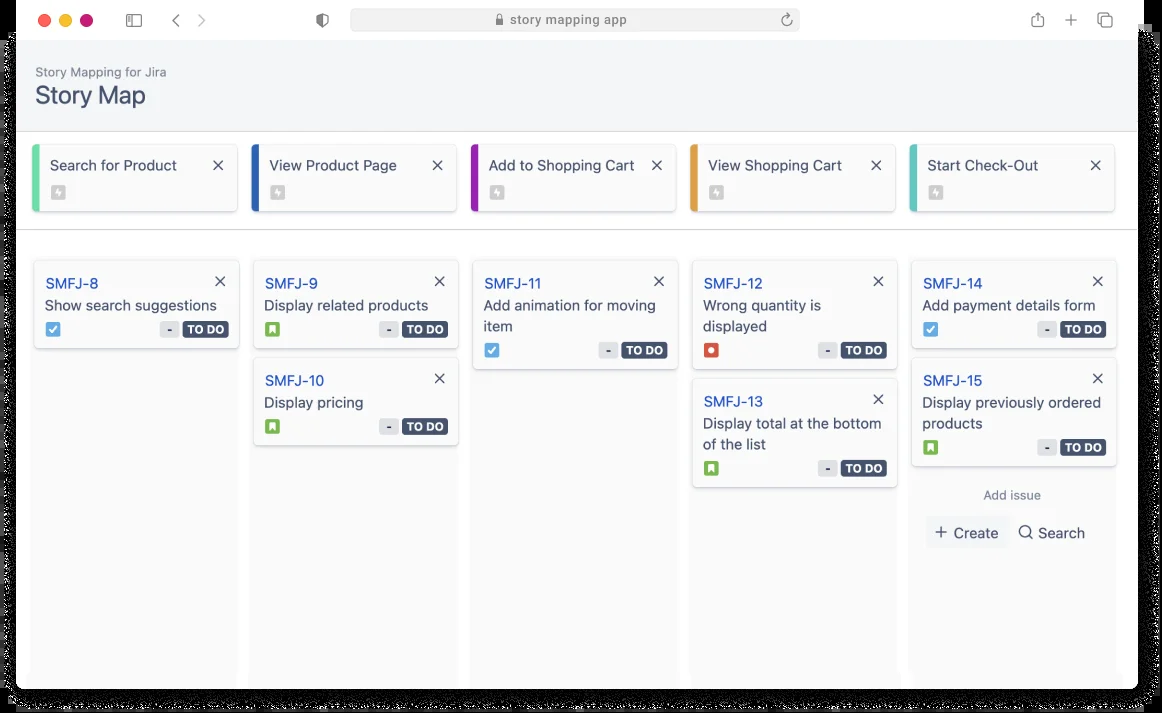 story mapping app
Story Mapping for Jira
Story Map
Search for Product
View Product Page
Add to Shopping Cart
View Shopping Cart
Start Check-Out
SMFJ-8
Show search suggestions
- TO DO
SMFJ-9
Display related products
- TO DO
SMFJ-10
Display pricing
- TO DO
SMFJ-11
Add animation for moving
item
- TO DO
SMFJ-12
Wrong quantity is
displayed
- TO DO
SMFJ-13
Display total at the bottom
of the list
- TO DO
SMFJ-14
Add payment details form
- TO DO
SMFJ-15
Display previously ordered
products
- TO DO
Add issue
+ Create
Search